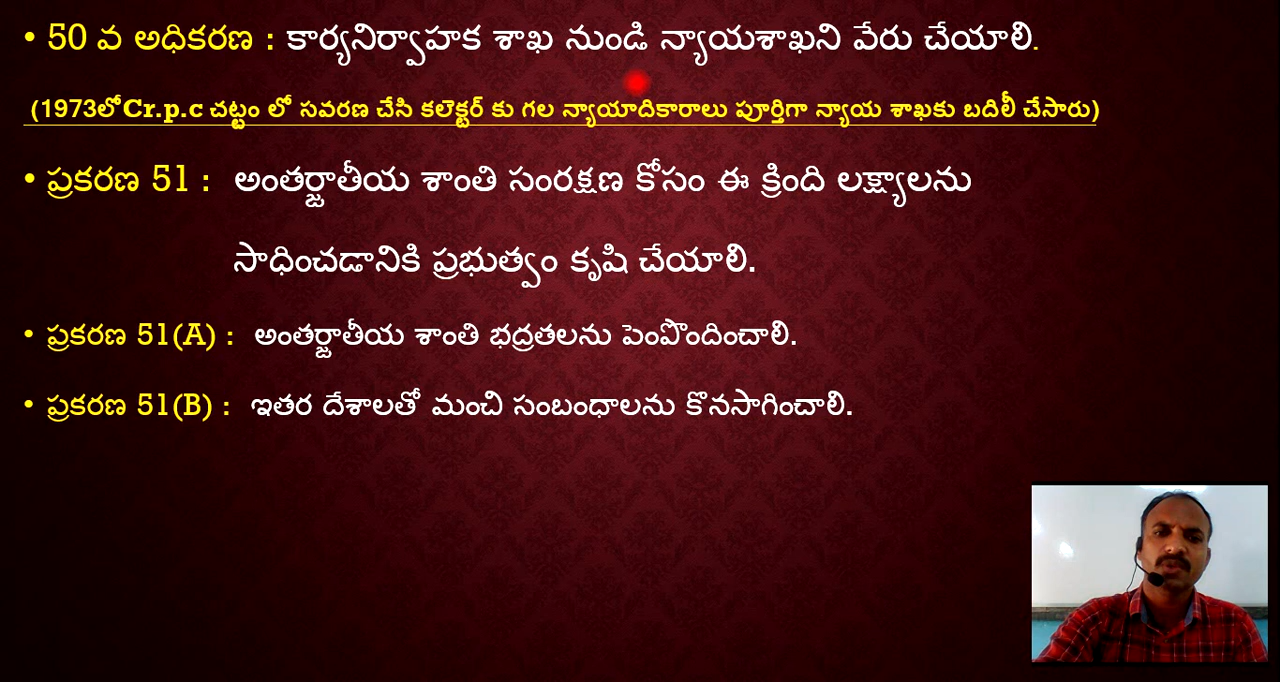 • 50 వ అధికరణ : కార్యనిర్వాహక శాఖ నుండి న్యాయశాఖని వేరు చేయాలి.
(1973లోCr.p.c చట్టం లో సవరణ చేసి కలెక్టర్ కు గల న్యాయాదికారాలు పూర్తిగా న్యాయ శాఖకు బదిలీ చేసారు)
• ప్రకరణ 51 : అంతర్జాతీయ శాంతి సంరక్షణ కోసం ఈ క్రింది లక్ష్యాలను
సాధించడానికి ప్రభుత్వం కృషి చేయాలి.
• ప్రకరణ 51(A) : అంతర్జాతీయ శాంతి భద్రతలను పెంపొందించాలి.
• ప్రకరణ 51(B) : ఇతర దేశాలతో మంచి సంబంధాలను కొనసాగించాలి.